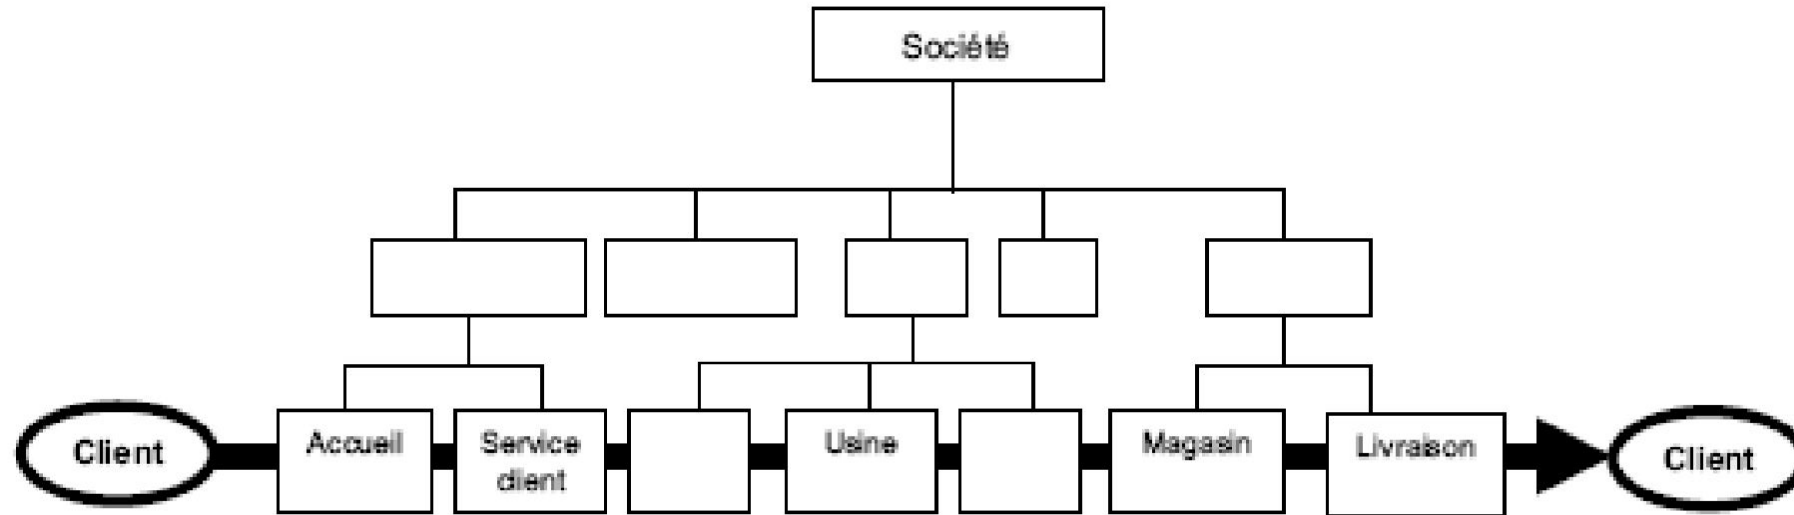 Société
Client
Accueil
Service
client
Usine
Magasin
Livraison
Client